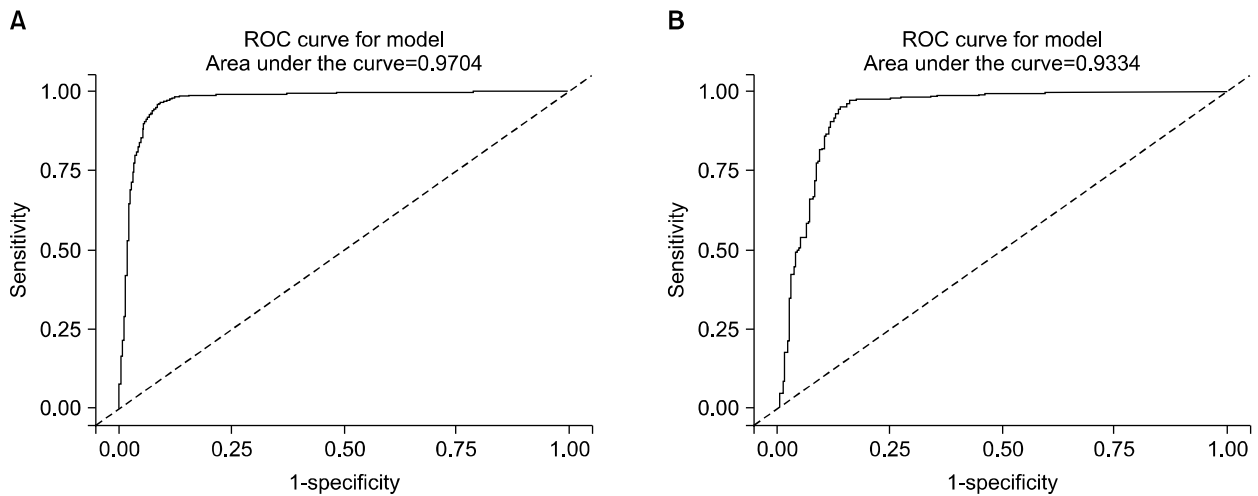 A
ROC curve for model
Area under the curve=0.9704
1.00
0.75
0.50
0.25
0.00
Sensitivity
0.00 0.25 0.50 0.75 1.00
1-specificity
B
ROC curve for model
Area under the curve=0.9334
1.00
0.75
0.50
0.25
0.00
Sensitivity
0.00 0.25 0.50 0.75 1.00
1-specificity